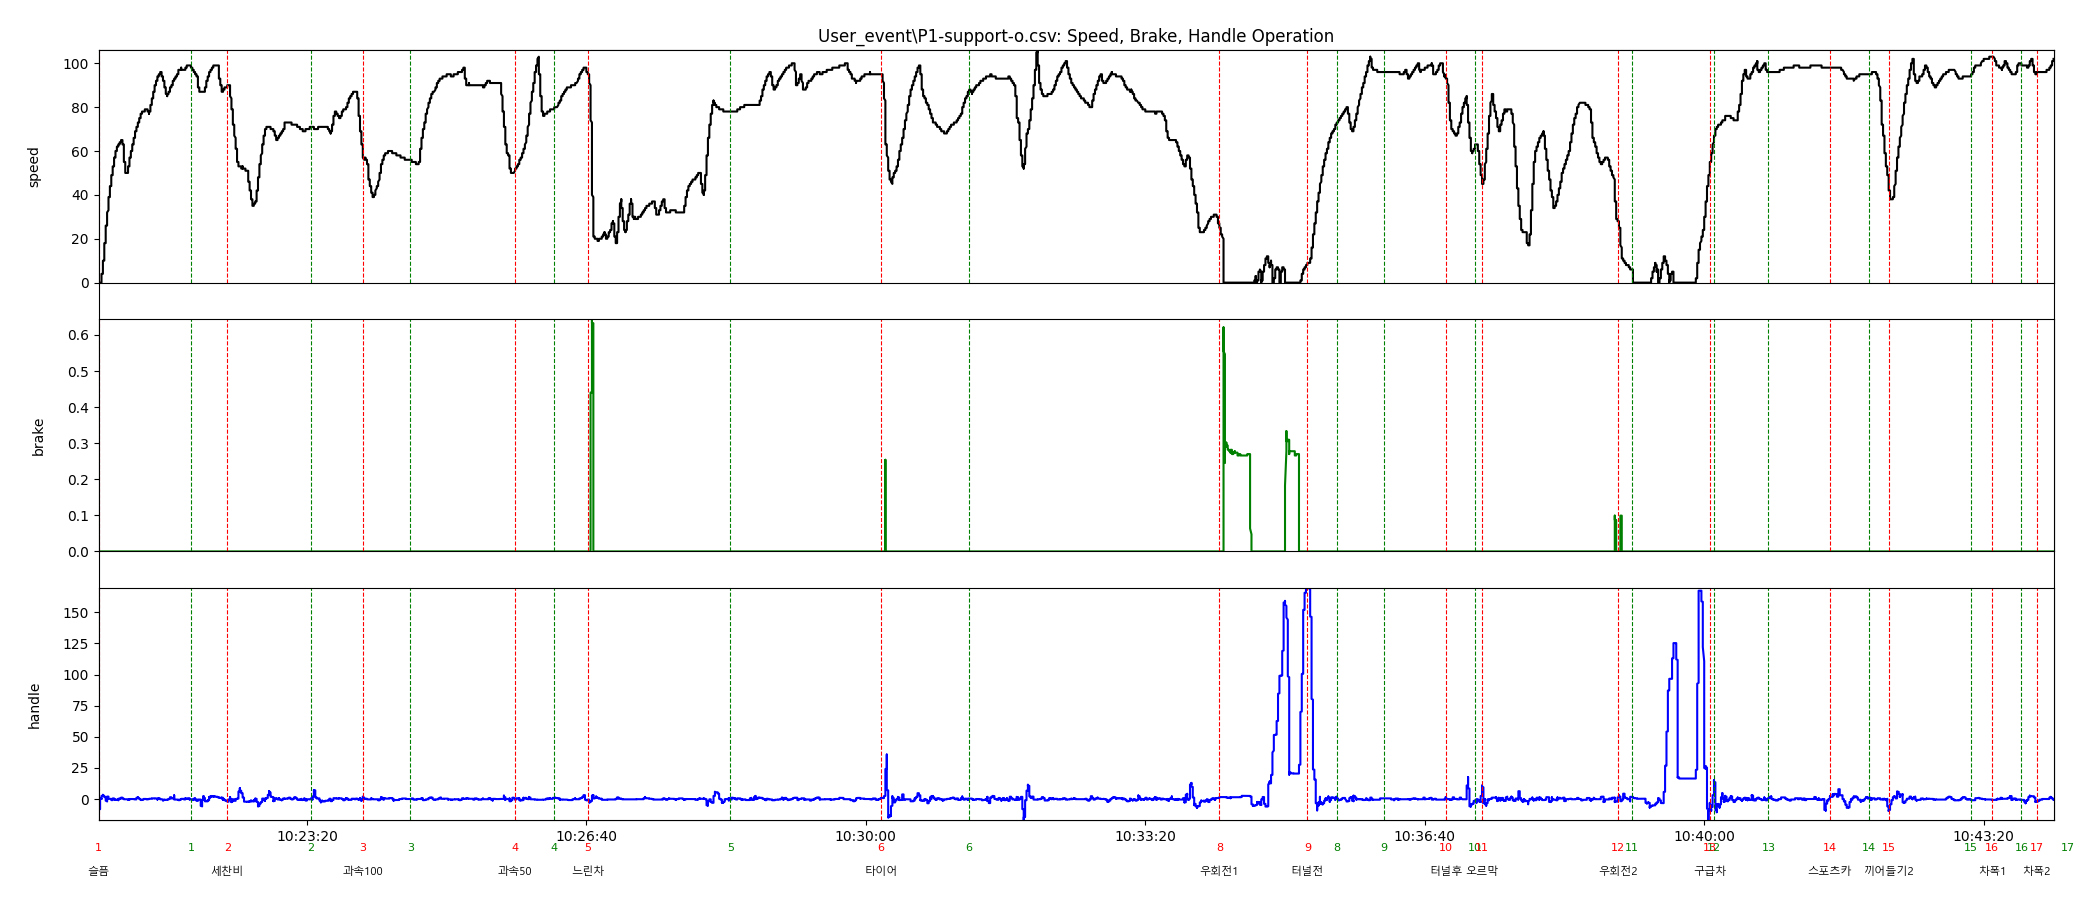 User_event\P1-support-o.csv: Speed, Brake, Handle Operation
speed
100
80
60
40
20
0
brake
0.6
0.5
0.4
0.3
0.2
0.1
0.0
handle
150
125
100
75
50
25
0
10:23:20 10:26:40 10:30:00 10:33:20 10:36:40 10:40:00 10:43:20
1 1 2 2 3 3 4 4 5 5 6 6 8 9 8 9 10 10 11 12 11 13 12 13 14 14 15 15 16 16 17 17
슬픔 세찬비 과속100 과속50 느린차 타이어 우회전1 터널전 터널후 오르막 우회전2 구급차 스포츠카 끼어들기2 차폭1 차폭2